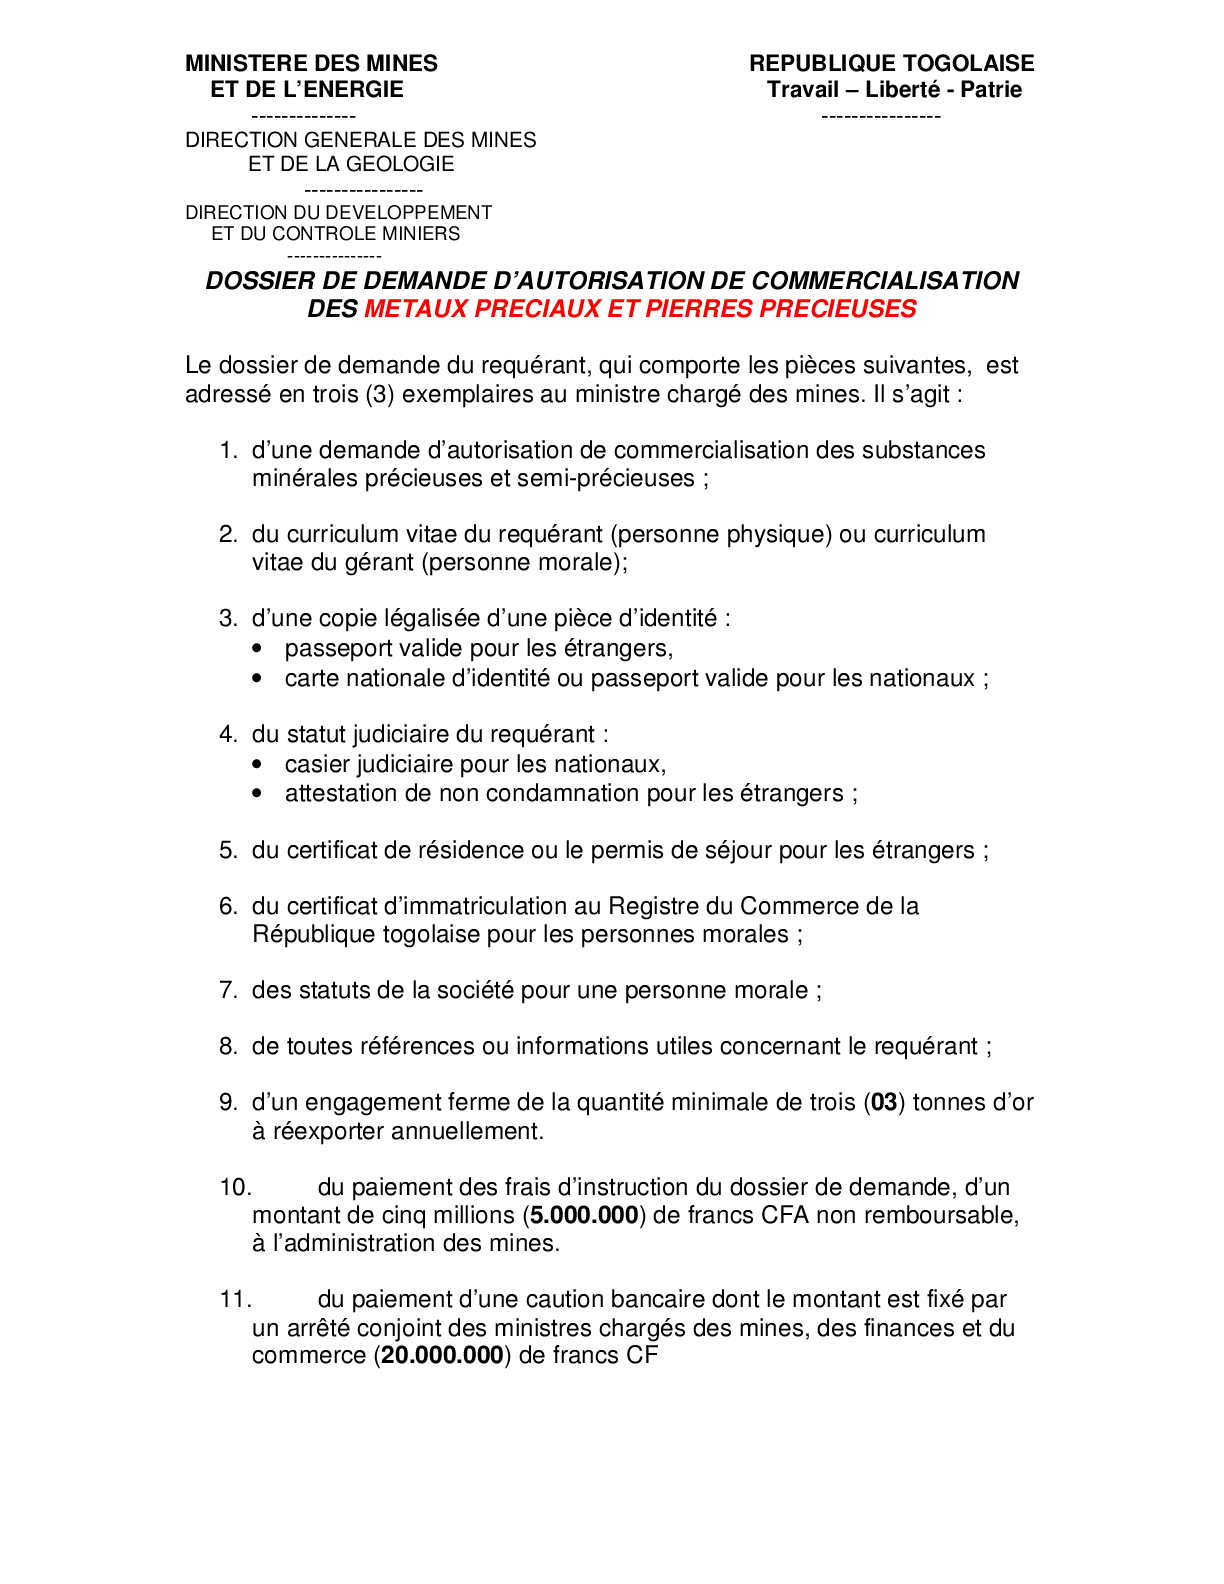 MINISTERE DES MINES
ET DE L’ENERGIE
--------------
REPUBLIQUE TOGOLAISE
Travail – Liberté - Patrie
----------------
DIRECTION GENERALE DES MINES
ET DE LA GEOLOGIE
----------------
DIRECTION DU DEVELOPPEMENT
ET DU CONTROLE MINIERS
---------------
DOSSIER DE DEMANDE D’AUTORISATION DE COMMERCIALISATION
DES METAUX PRECIAUX ET PIERRES PRECIEUSES
Le dossier de demande du requérant, qui comporte les pièces suivantes, est
adressé en trois (3) exemplaires au ministre chargé des mines. Il s’agit :
1. d’une demande d’autorisation de commercialisation des substances
minérales précieuses et semi-précieuses ;
2. du curriculum vitae du requérant (personne physique) ou curriculum
vitae du gérant (personne morale);
3. d’une copie légalisée d’une pièce d’identité :
• passeport valide pour les étrangers,
• carte nationale d’identité ou passeport valide pour les nationaux ;
4. du statut judiciaire du requérant :
• casier judiciaire pour les nationaux,
• attestation de non condamnation pour les étrangers ;
5. du certificat de résidence ou le permis de séjour pour les étrangers ;
6. du certificat d’immatriculation au Registre du Commerce de la
République togolaise pour les personnes morales ;
7. des statuts de la société pour une personne morale ;
8. de toutes références ou informations utiles concernant le requérant ;
9. d’un engagement ferme de la quantité minimale de trois (03) tonnes d’or
à réexporter annuellement.
10. du paiement des frais d’instruction du dossier de demande, d’un
montant de cinq millions (5.000.000) de francs CFA non remboursable,
à l’administration des mines.
11. du paiement d’une caution bancaire dont le montant est fixé par
un arrêté conjoint des ministres chargés des mines, des finances et du
commerce (20.000.000) de francs CF